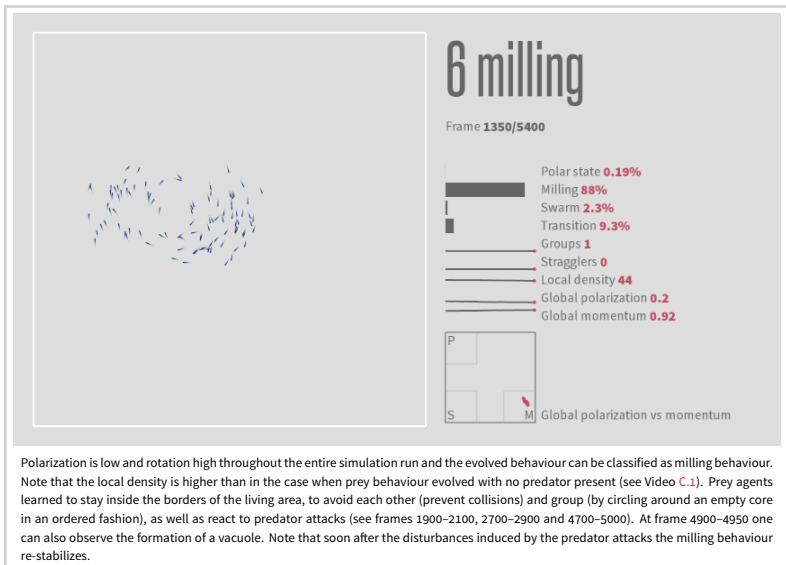 6 milling
Frame 1350/5400
Polar state 0.19%
Milling 88%
Swarm 2.3%
Transition 9.3%
Groups 1
Stragglers 0
Local density 44
Global polarization 0.2
Global momentum 0.92
P
S
M
Global polarization vs momentum
Polarization is low and rotation high throughout the entire simulation run and the evolved behaviour can be classified as milling behaviour.
Note that the local density is higher than in the case when prey behaviour evolved with no predator present (see Video C.1). Prey agents
learned to stay inside the borders of the living area, to avoid each other (prevent collisions) and group (by circling around an empty core
in an ordered fashion), as well as react to predator attacks (see frames 1900–2100, 2700–2900 and 4700–5000). At frame 4900–4950 one
can also observe the formation of a vacuole. Note that soon after the disturbances induced by the predator attacks the milling behaviour
re-stabilizes.